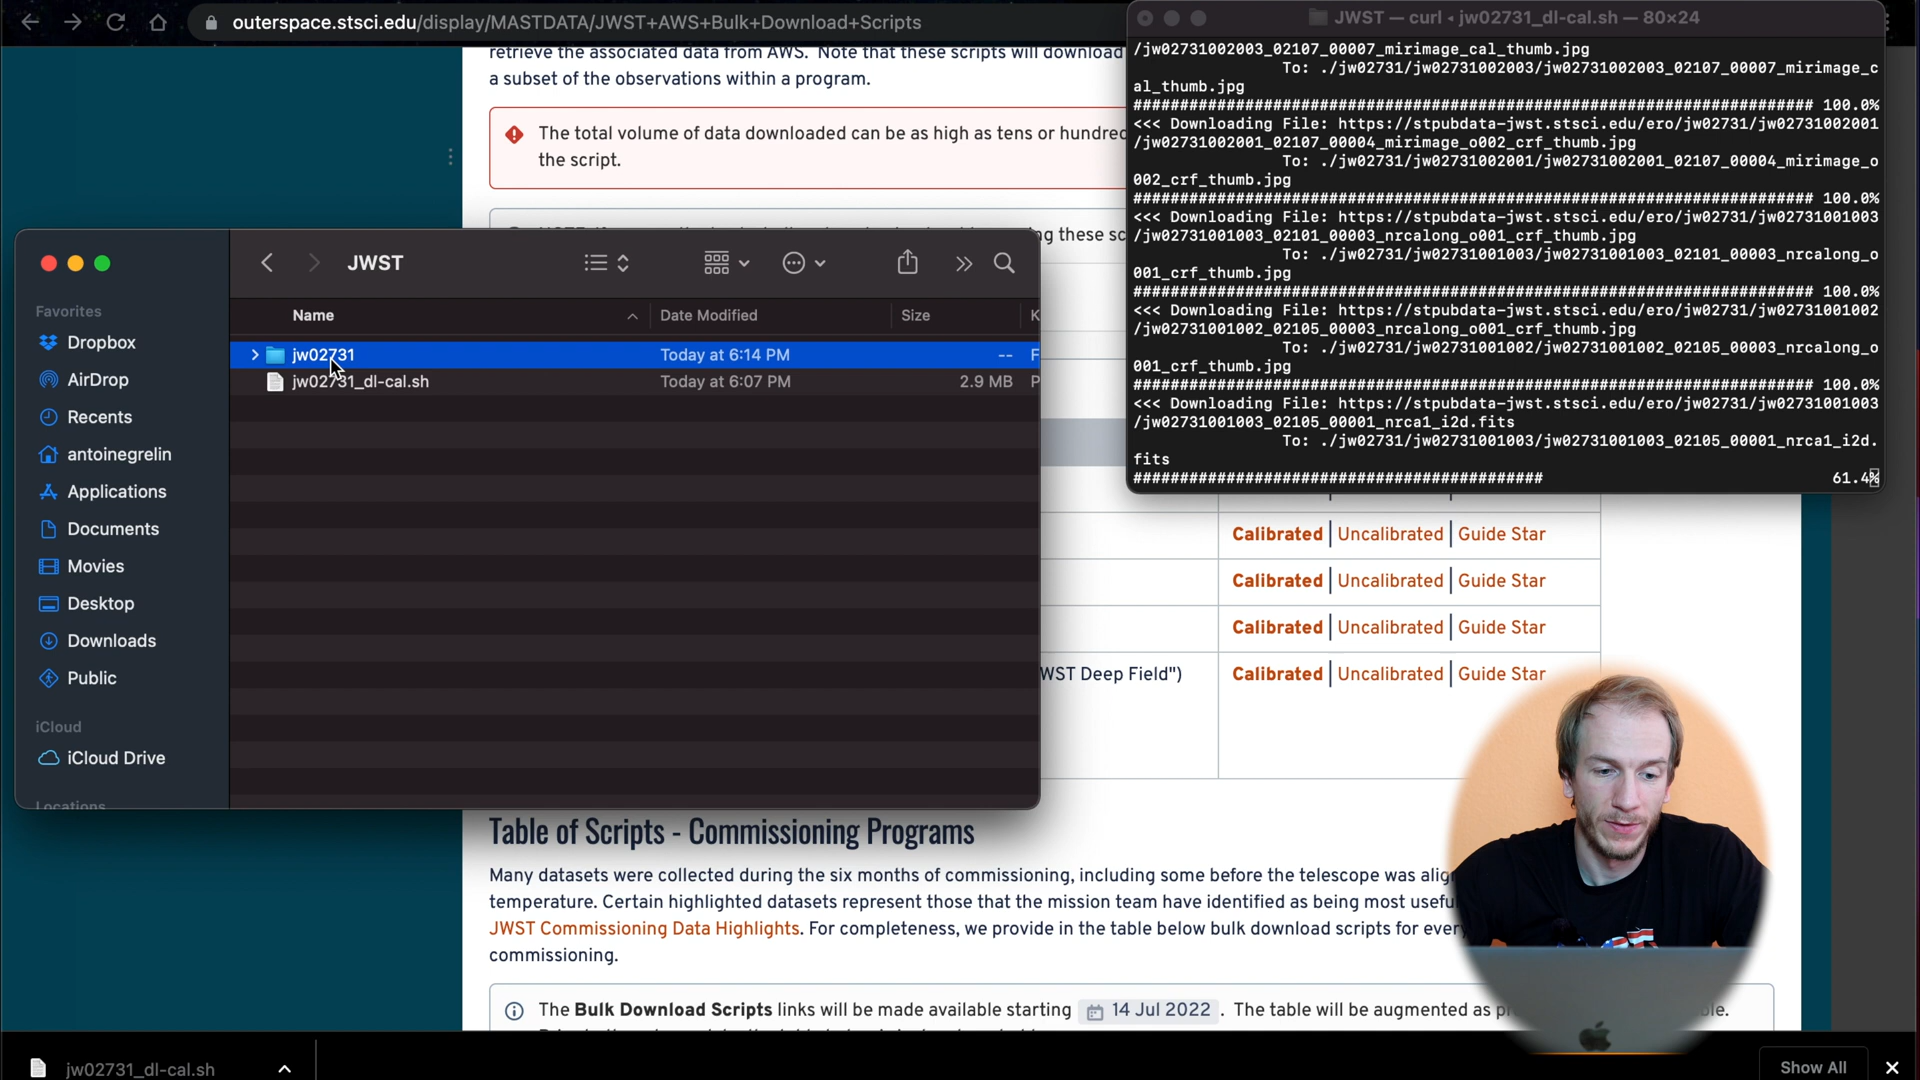 outerspace.stsci.edu/display/MASTDATA/JWST+AWS+Bulk+Download+Scripts
retrieve the associated data from AWS. Note that these scripts will download
a subset of the observations within a program.
The total volume of data downloaded can be as high as tens or hundred
the script.
ng these sc
JWST
Name
Date Modified
Size
K
jw02731
Today at 6:14 PM
--
F
jw02731_dl-cal.sh
Today at 6:07 PM
2.9 MB
P
Favorites
Dropbox
AirDrop
Recents
antoinegrelin
Applications
Documents
Movies
Desktop
Downloads
Public
iCloud
iCloud Drive
Locations
JWST — curl ◂ jw02731_dl-cal.sh — 80×24
/jw02731002003_02107_00007_mirimage_cal_thumb.jpg
To: ./jw02731/jw02731002003/jw02731002003_02107_00007_mirimage_c
al_thumb.jpg
######################################################################### 100.0%
<<< Downloading File: https://stpubdata-jwst.stsci.edu/ero/jw02731/jw02731002001
/jw02731002001_02107_00004_mirimage_o002_crf_thumb.jpg
To: ./jw02731/jw02731002001/jw02731002001_02107_00004_mirimage_o
002_crf_thumb.jpg
######################################################################### 100.0%
<<< Downloading File: https://stpubdata-jwst.stsci.edu/ero/jw02731/jw02731001003
/jw02731001003_02101_00003_nrcalong_o001_crf_thumb.jpg
To: ./jw02731/jw02731001003/jw02731001003_02101_00003_nrcalong_o
001_crf_thumb.jpg
######################################################################### 100.0%
<<< Downloading File: https://stpubdata-jwst.stsci.edu/ero/jw02731/jw02731001002
/jw02731001002_02105_00003_nrcalong_o001_crf_thumb.jpg
To: ./jw02731/jw02731001002/jw02731001002_02105_00003_nrcalong_o
001_crf_thumb.jpg
######################################################################### 100.0%
<<< Downloading File: https://stpubdata-jwst.stsci.edu/ero/jw02731/jw02731001003
/jw02731001003_02105_00001_nrca1_i2d.fits
To: ./jw02731/jw02731001003/jw02731001003_02105_00001_nrca1_i2d.
fits
############################################ 61.4%
Calibrated | Uncalibrated | Guide Star
Calibrated | Uncalibrated | Guide Star
Calibrated | Uncalibrated | Guide Star
WST Deep Field")
Calibrated | Uncalibrated | Guide Star
Table of Scripts - Commissioning Programs
Many datasets were collected during the six months of commissioning, including some before the telescope was alig
temperature. Certain highlighted datasets represent those that the mission team have identified as being most usefu
JWST Commissioning Data Highlights. For completeness, we provide in the table below bulk download scripts for ever
commissioning.
The Bulk Download Scripts links will be made available starting 14 Jul 2022 . The table will be augmented as p
jw02731_dl-cal.sh
Show All